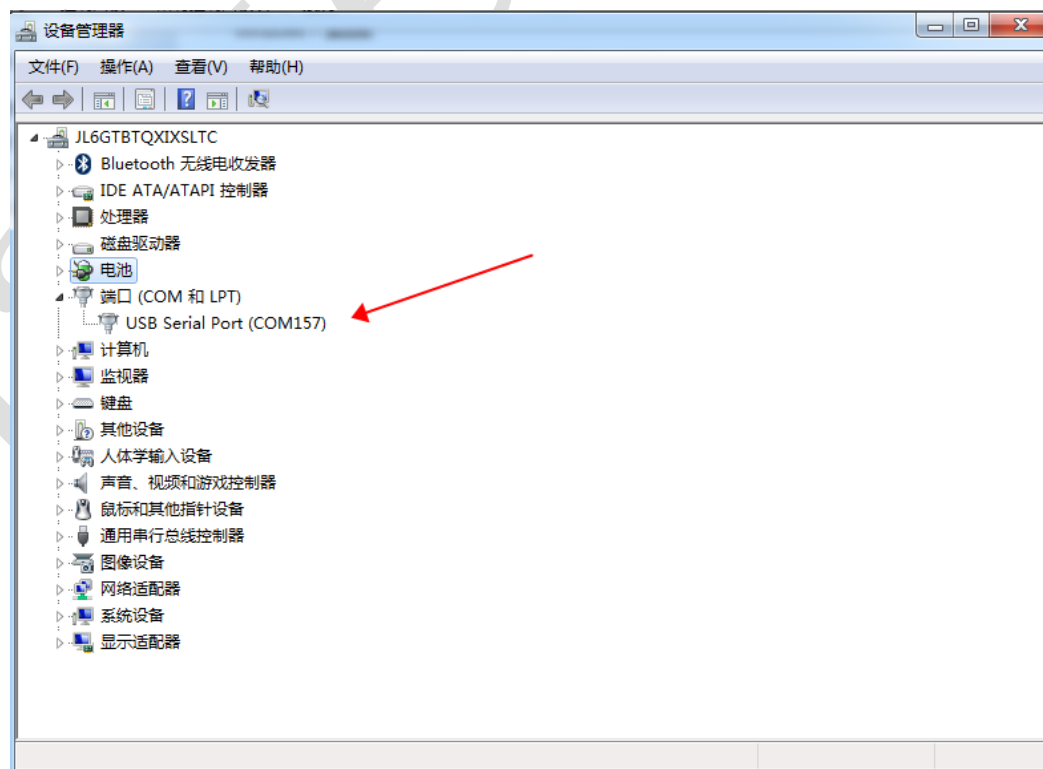 设备管理器
文件(F) 操作(A) 查看(V) 帮助(H)
JL6GTBTQXIXSLTC
Bluetooth 无线电收发器
IDE ATA/ATAPI 控制器
处理器
磁盘驱动器
电池
端口 (COM 和 LPT)
USB Serial Port (COM157)
计算机
监视器
键盘
其他设备
人体学输入设备
声音、视频和游戏控制器
鼠标和其他指针设备
通用串行总线控制器
图像设备
网络适配器
系统设备
显示适配器